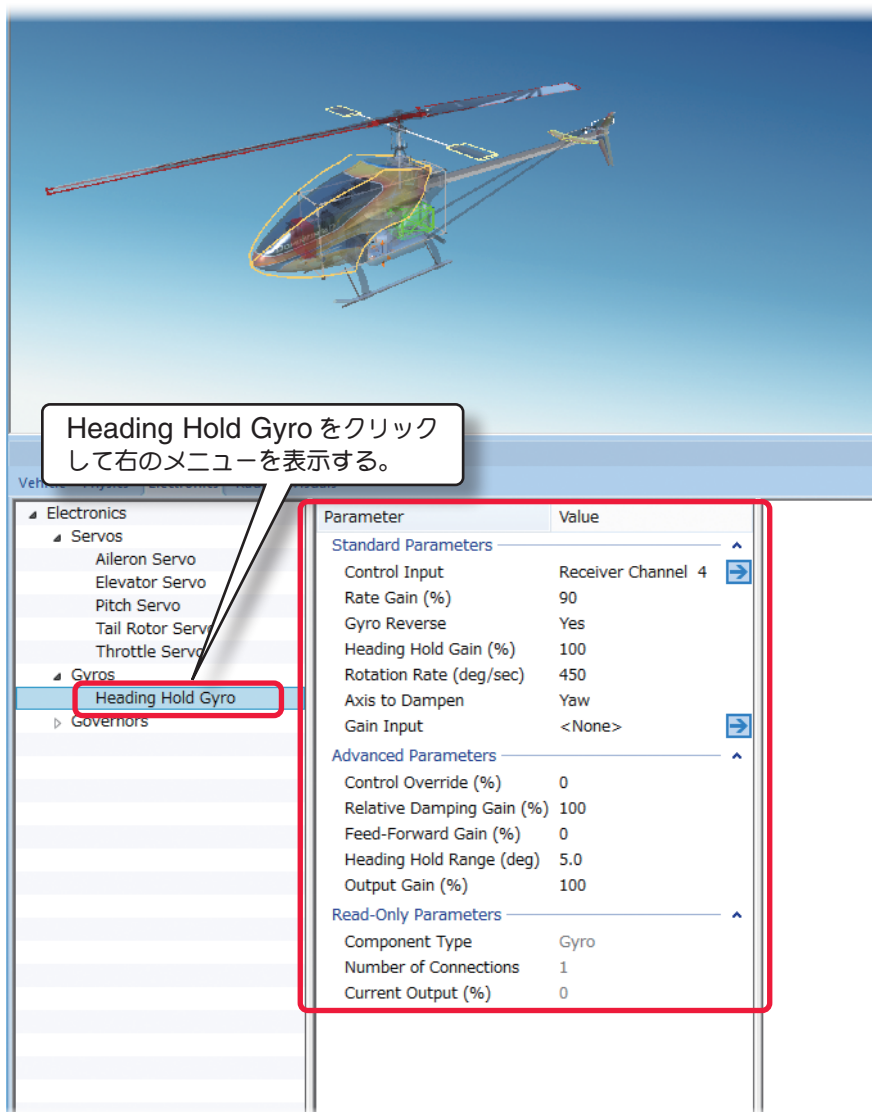 Heading Hold Gyro をクリック
して右のメニューを表示する。
Electronics
Servos
Aileron Servo
Elevator Servo
Pitch Servo
Tail Rotor Servo
Throttle Servo
Gyros
Heading Hold Gyro
Governors
Parameter Value
Standard Parameters
Control Input Receiver Channel 4
Rate Gain (%) 90
Gyro Reverse Yes
Heading Hold Gain (%) 100
Rotation Rate (deg/sec) 450
Axis to Dampen Yaw
Gain Input <None>
Advanced Parameters
Control Override (%) 0
Relative Damping Gain (%) 100
Feed-Forward Gain (%) 0
Heading Hold Range (deg) 5.0
Output Gain (%) 100
Read-Only Parameters
Component Type Gyro
Number of Connections 1
Current Output (%) 0